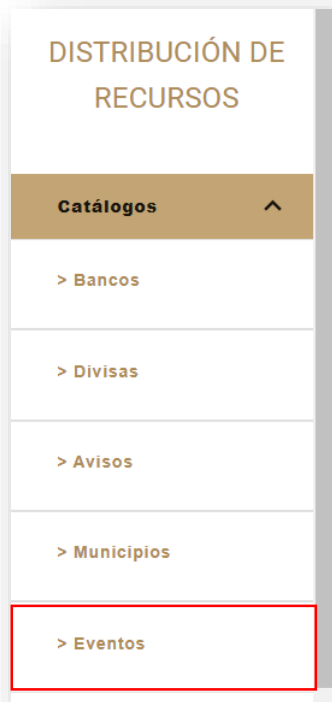 DISTRIBUCIÓN DE
RECURSOS
Catálogos
> Bancos
> Divisas
> Avisos
> Municipios
> Eventos